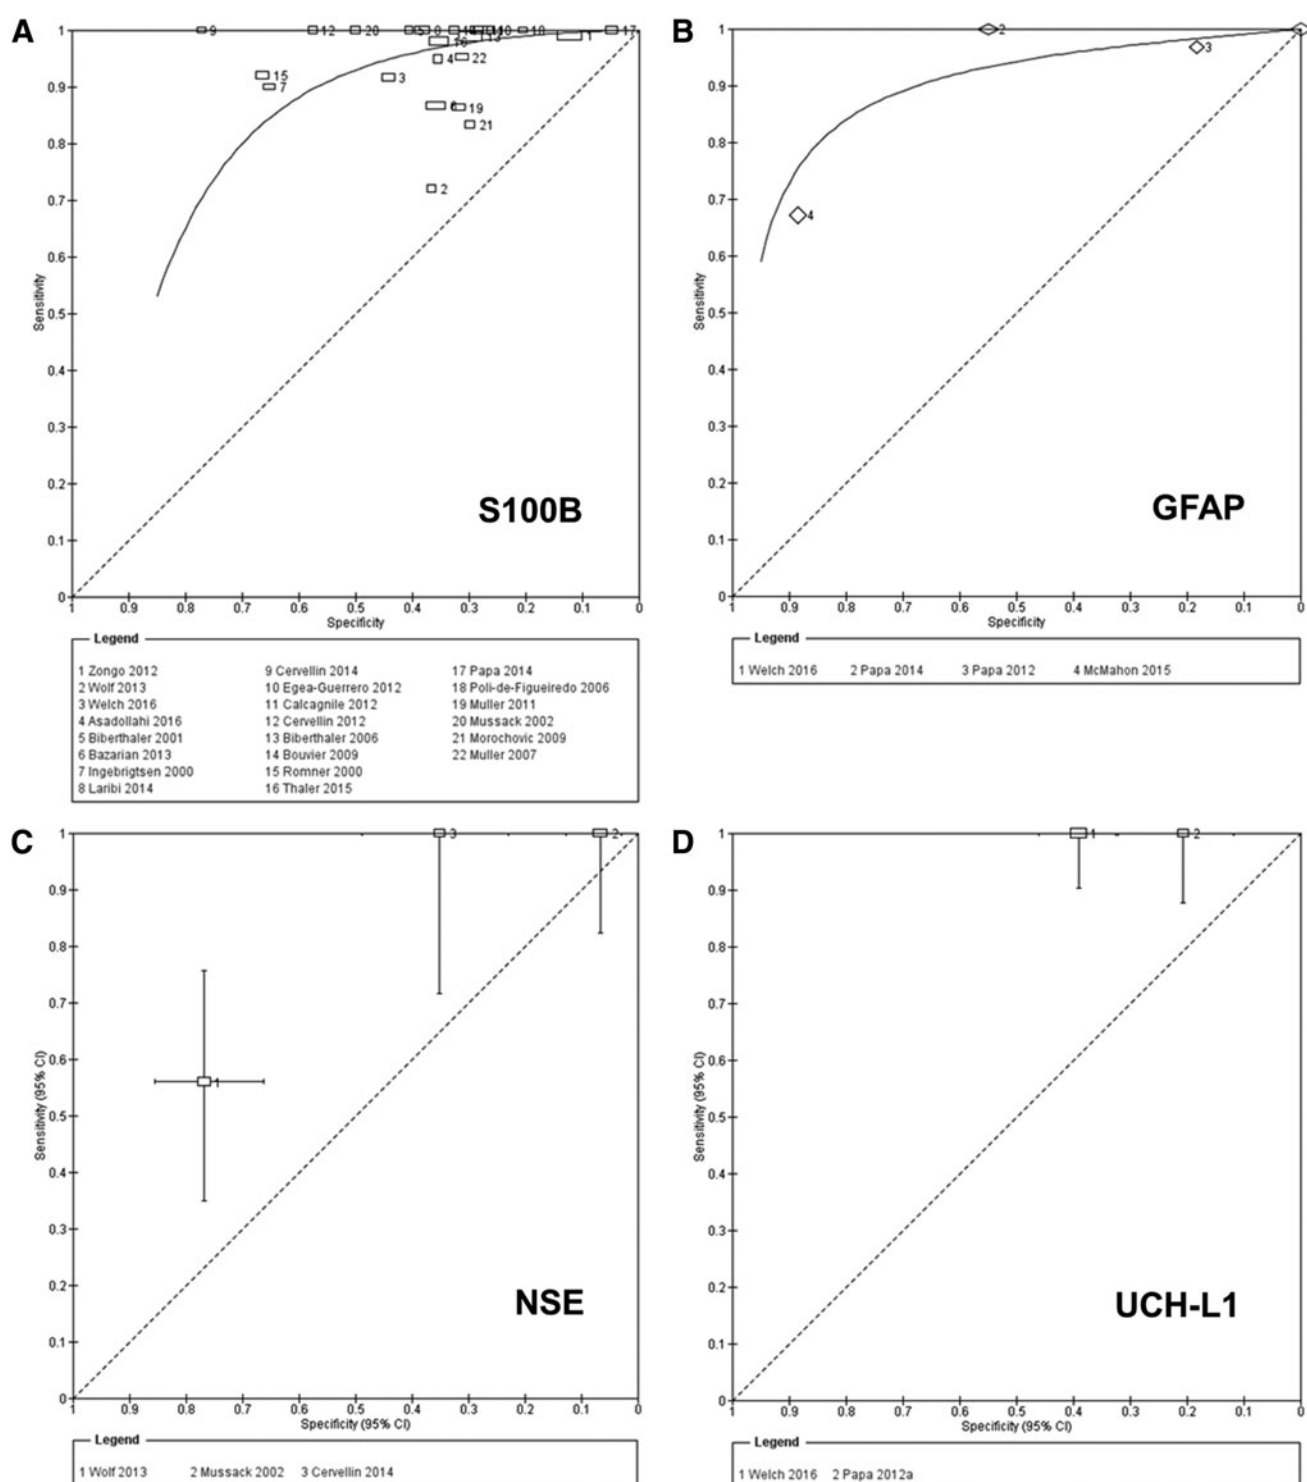 A
1
0.9
0.8
0.7
0.6
0.5
0.4
0.3
0.2
0.1
0
Sensitivity
9
12
20
18
17
1
15
7
3
4
22
6
19
21
2
S100B
1 0.9 0.8 0.7 0.6 0.5 0.4 0.3 0.2 0.1 0
Specificity
Legend
1 Zongo 2012
2 Wolf 2013
3 Welch 2016
4 Asadollahi 2016
5 Biberthaler 2001
6 Bazarian 2013
7 Ingebrigtsen 2000
8 Laribi 2014
9 Cervellin 2014
10 Egea-Guerrero 2012
11 Calcagnile 2012
12 Cervellin 2012
13 Biberthaler 2006
14 Bouvier 2009
15 Romner 2000
16 Thaler 2015
17 Papa 2014
18 Poli-de-Figueiredo 2006
19 Muller 2011
20 Mussack 2002
21 Morochovic 2009
22 Muller 2007
B
1
0.9
0.8
0.7
0.6
0.5
0.4
0.3
0.2
0.1
0
Sensitivity
2
3
4
GFAP
1 0.9 0.8 0.7 0.6 0.5 0.4 0.3 0.2 0.1 0
Specificity
Legend
1 Welch 2016 2 Papa 2014 3 Papa 2012 4 McMahon 2015
C
1
0.9
0.8
0.7
0.6
0.5
0.4
0.3
0.2
0.1
0
Sensitivity (95% CI)
3
2
1
NSE
1 0.9 0.8 0.7 0.6 0.5 0.4 0.3 0.2 0.1 0
Specificity (95% CI)
Legend
1 Wolf 2013 2 Mussack 2002 3 Cervellin 2014
D
1
0.9
0.8
0.7
0.6
0.5
0.4
0.3
0.2
0.1
0
Sensitivity (95% CI)
1
2
UCH-L1
1 0.9 0.8 0.7 0.6 0.5 0.4 0.3 0.2 0.1 0
Specificity (95% CI)
Legend
1 Welch 2016 2 Papa 2012a